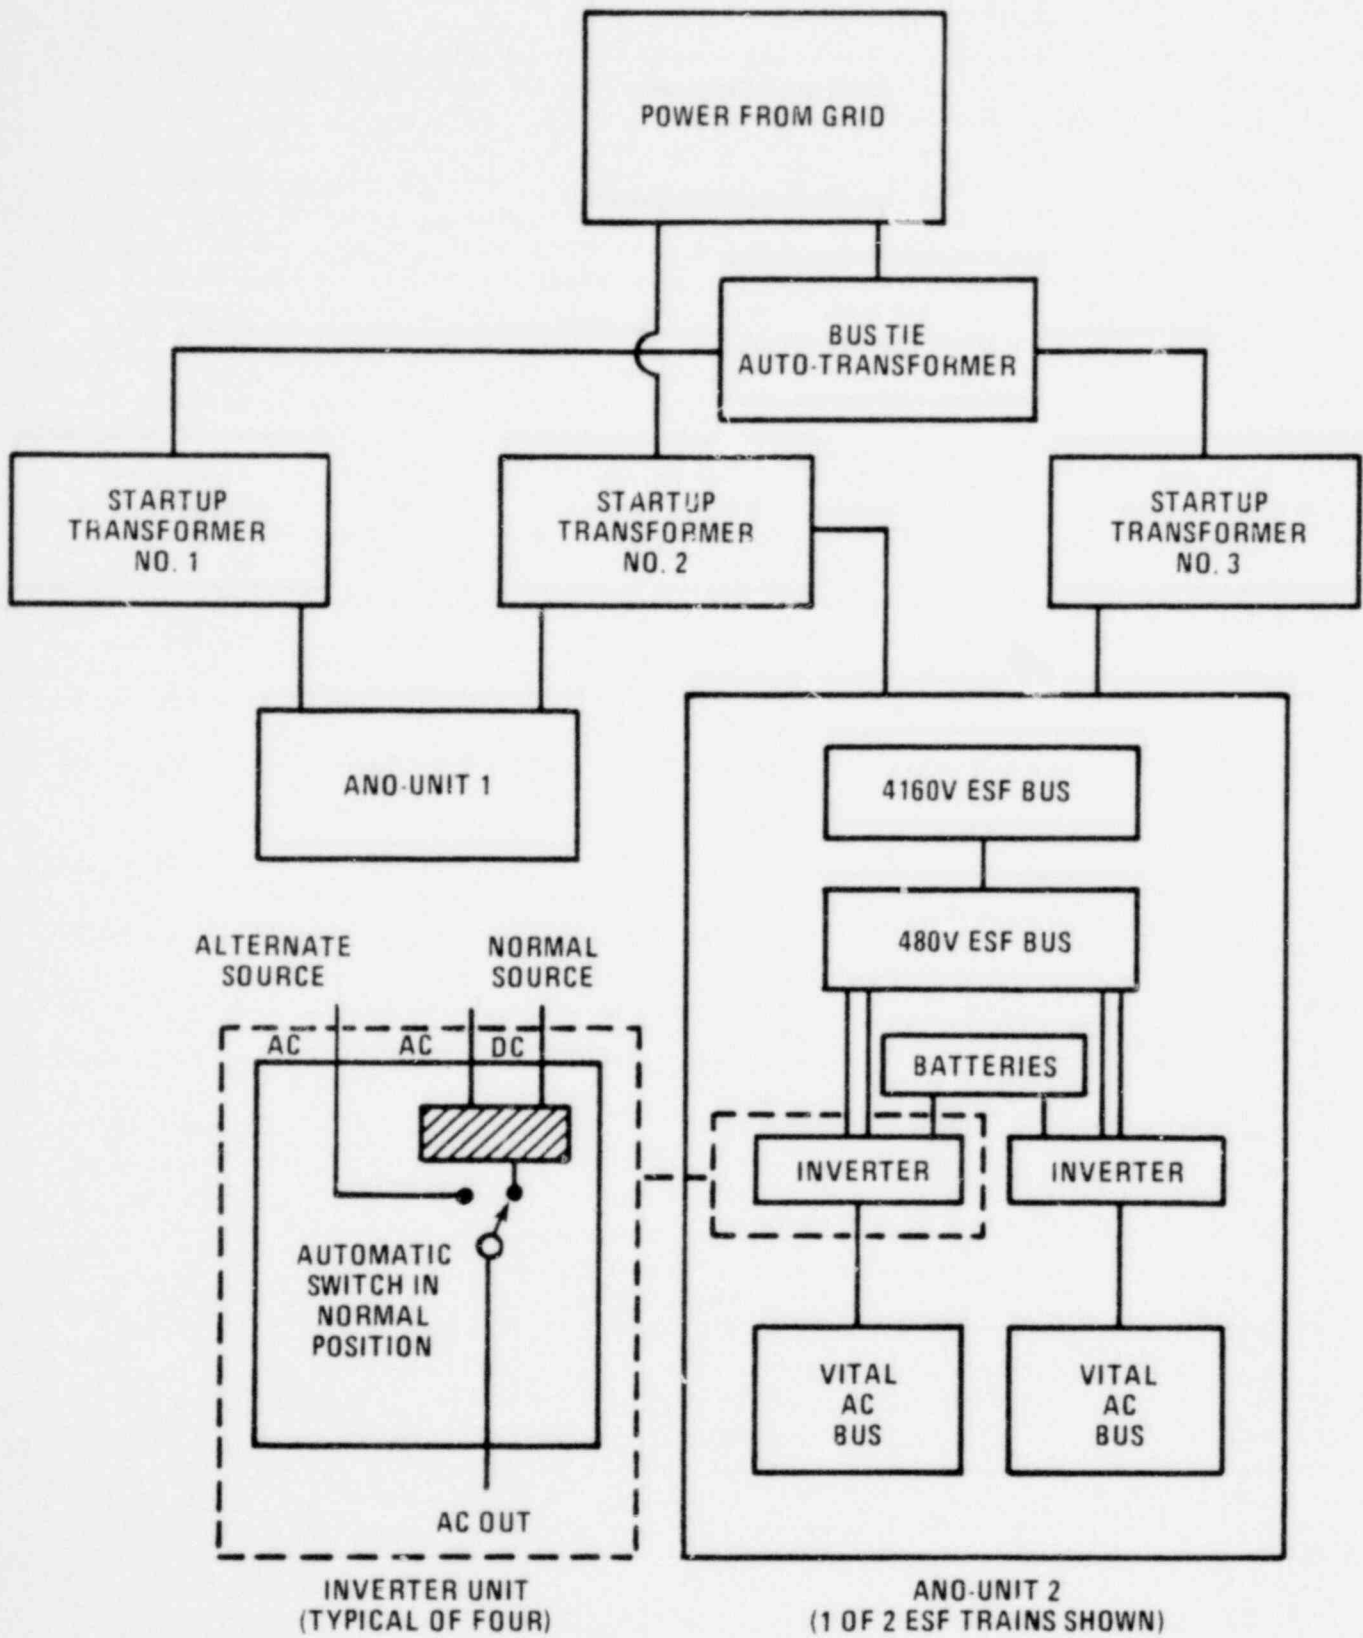 POWER FROM GRID
BUS TIE
AUTO-TRANSFORMER
STARTUP
TRANSFORMER
NO. 1
STARTUP
TRANSFORMER
NO. 2
STARTUP
TRANSFORMER
NO. 3
ANO-UNIT 1
4160V ESF BUS
480V ESF BUS
BATTERIES
INVERTER
INVERTER
VITAL
AC
BUS
VITAL
AC
BUS
ALTERNATE
SOURCE
NORMAL
SOURCE
AC
AC
DC
AUTOMATIC
SWITCH IN
NORMAL
POSITION
AC OUT
INVERTER UNIT
(TYPICAL OF FOUR)
ANO-UNIT 2
(1 OF 2 ESF TRAINS SHOWN)